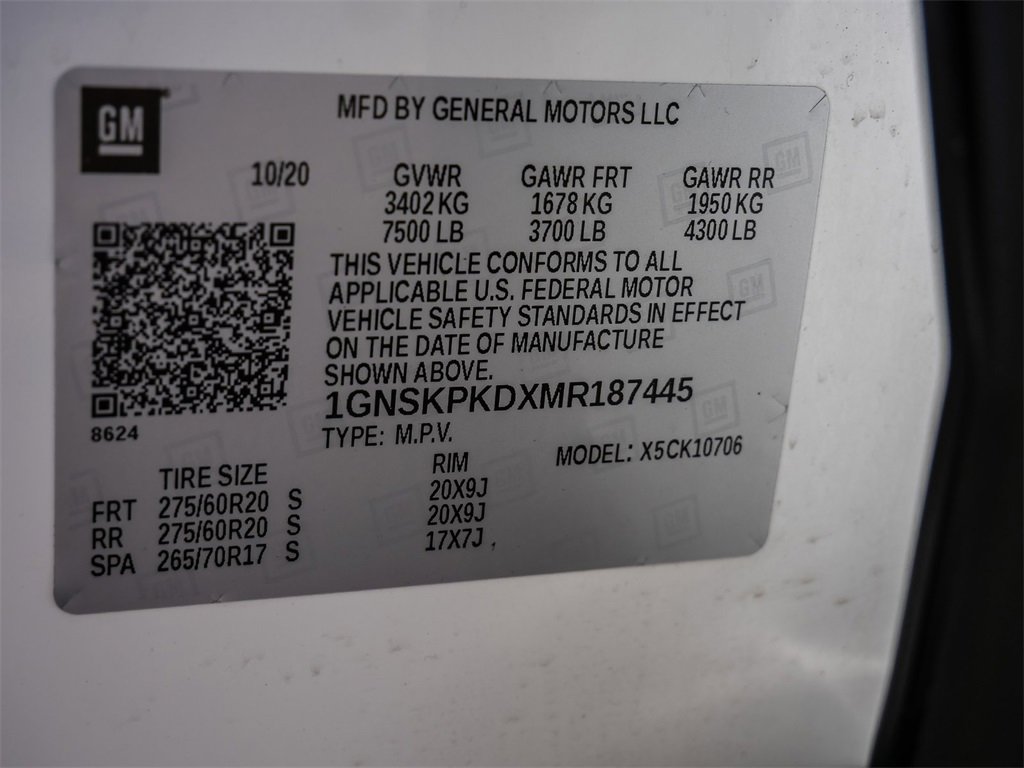 GM
MFD BY GENERAL MOTORS LLC
10/20 GVWR GAWR FRT GAWR RR
3402 KG 1678 KG 1950 KG
7500 LB 3700 LB 4300 LB
THIS VEHICLE CONFORMS TO ALL
APPLICABLE U.S. FEDERAL MOTOR
VEHICLE SAFETY STANDARDS IN EFFECT
ON THE DATE OF MANUFACTURE
SHOWN ABOVE.
1GNSKPKDXMR187445
8624
TYPE: M.P.V. MODEL: X5CK10706
TIRE SIZE RIM
FRT 275/60R20 S 20X9J
RR 275/60R20 S 20X9J
SPA 265/70R17 S 17X7J